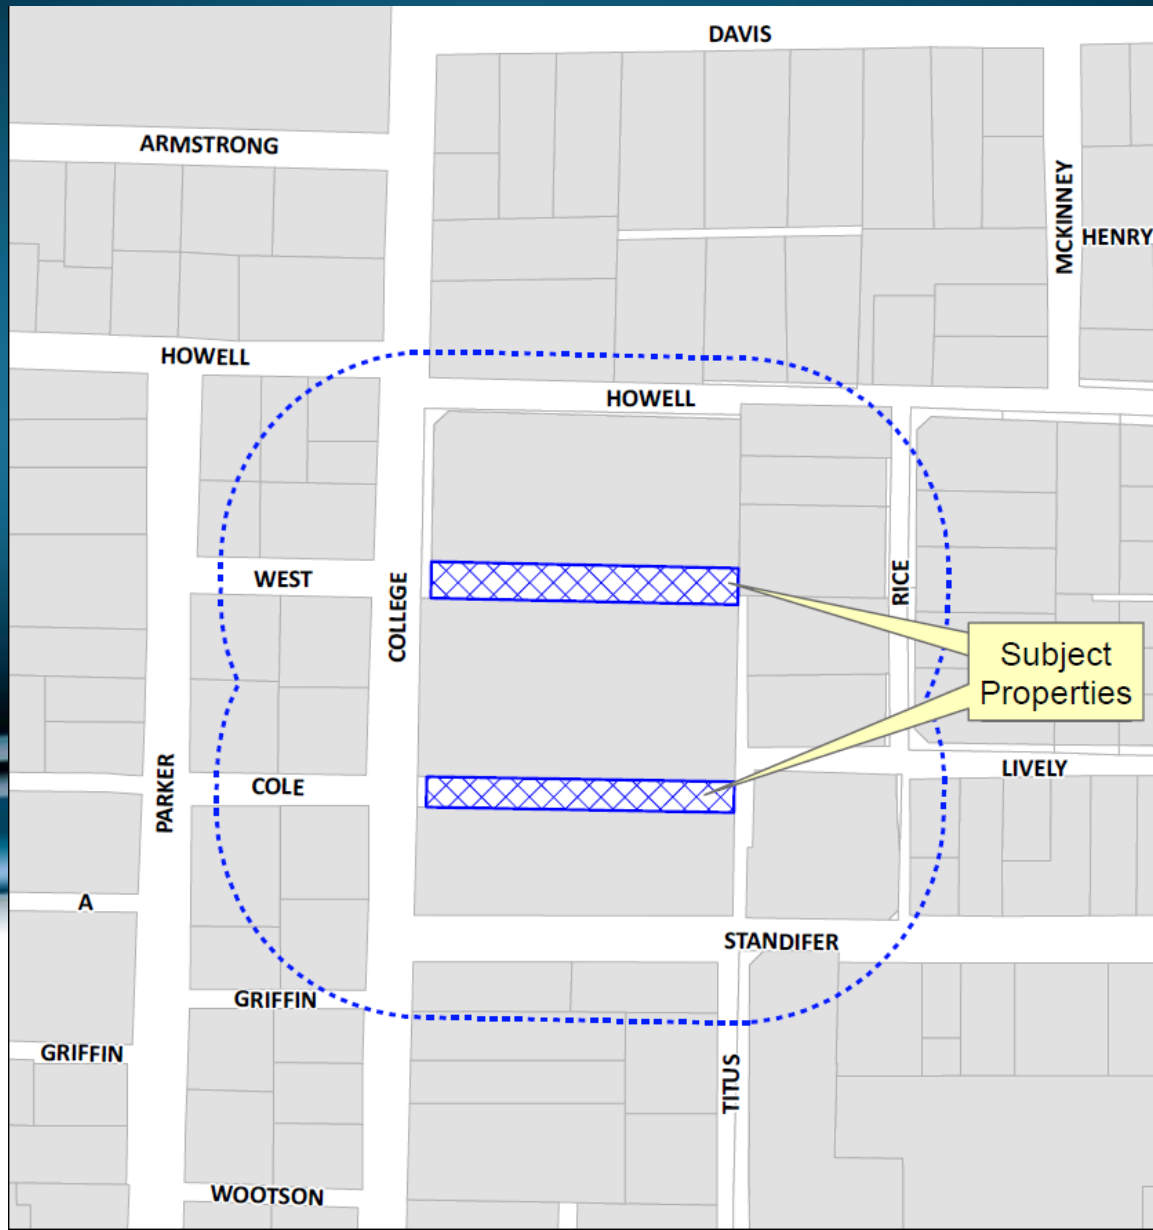 DAVIS
ARMSTRONG
MCKINNEY
HENRY
HOWELL
HOWELL
WEST
COLLEGE
RICE
Subject
Properties
PARKER
COLE
LIVELY
A
STANDIFER
GRIFFIN
GRIFFIN
TITUS
WOOTSON